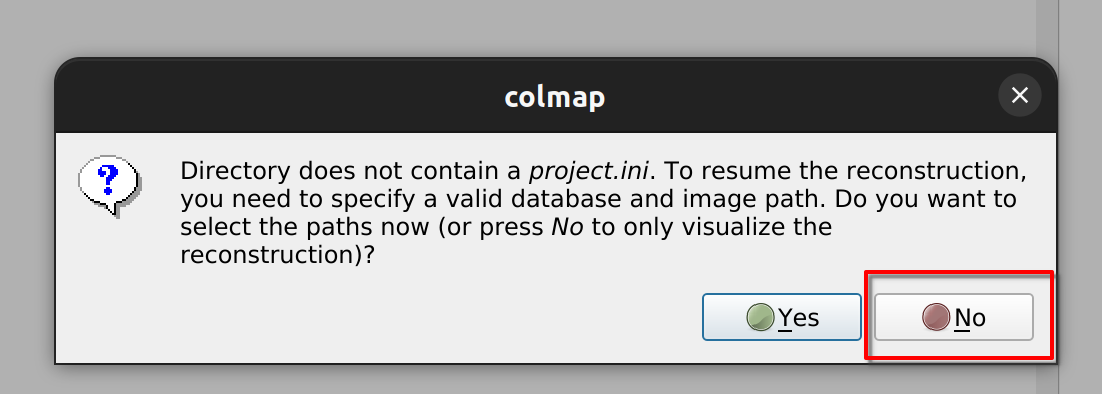 colmap
Directory does not contain a project.ini. To resume the reconstruction,
you need to specify a valid database and image path. Do you want to
select the paths now (or press No to only visualize the
reconstruction)?
Yes
No